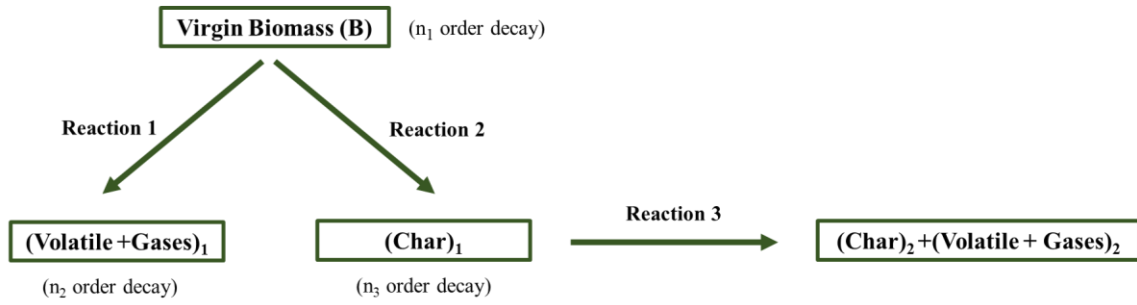 Virgin Biomass (B)
(n₁ order decay)
Reaction 1
Reaction 2
Reaction 3
(Volatile +Gases)₁
(Char)₁
(Char)₂+(Volatile + Gases)₂
(n₂ order decay)
(n₃ order decay)